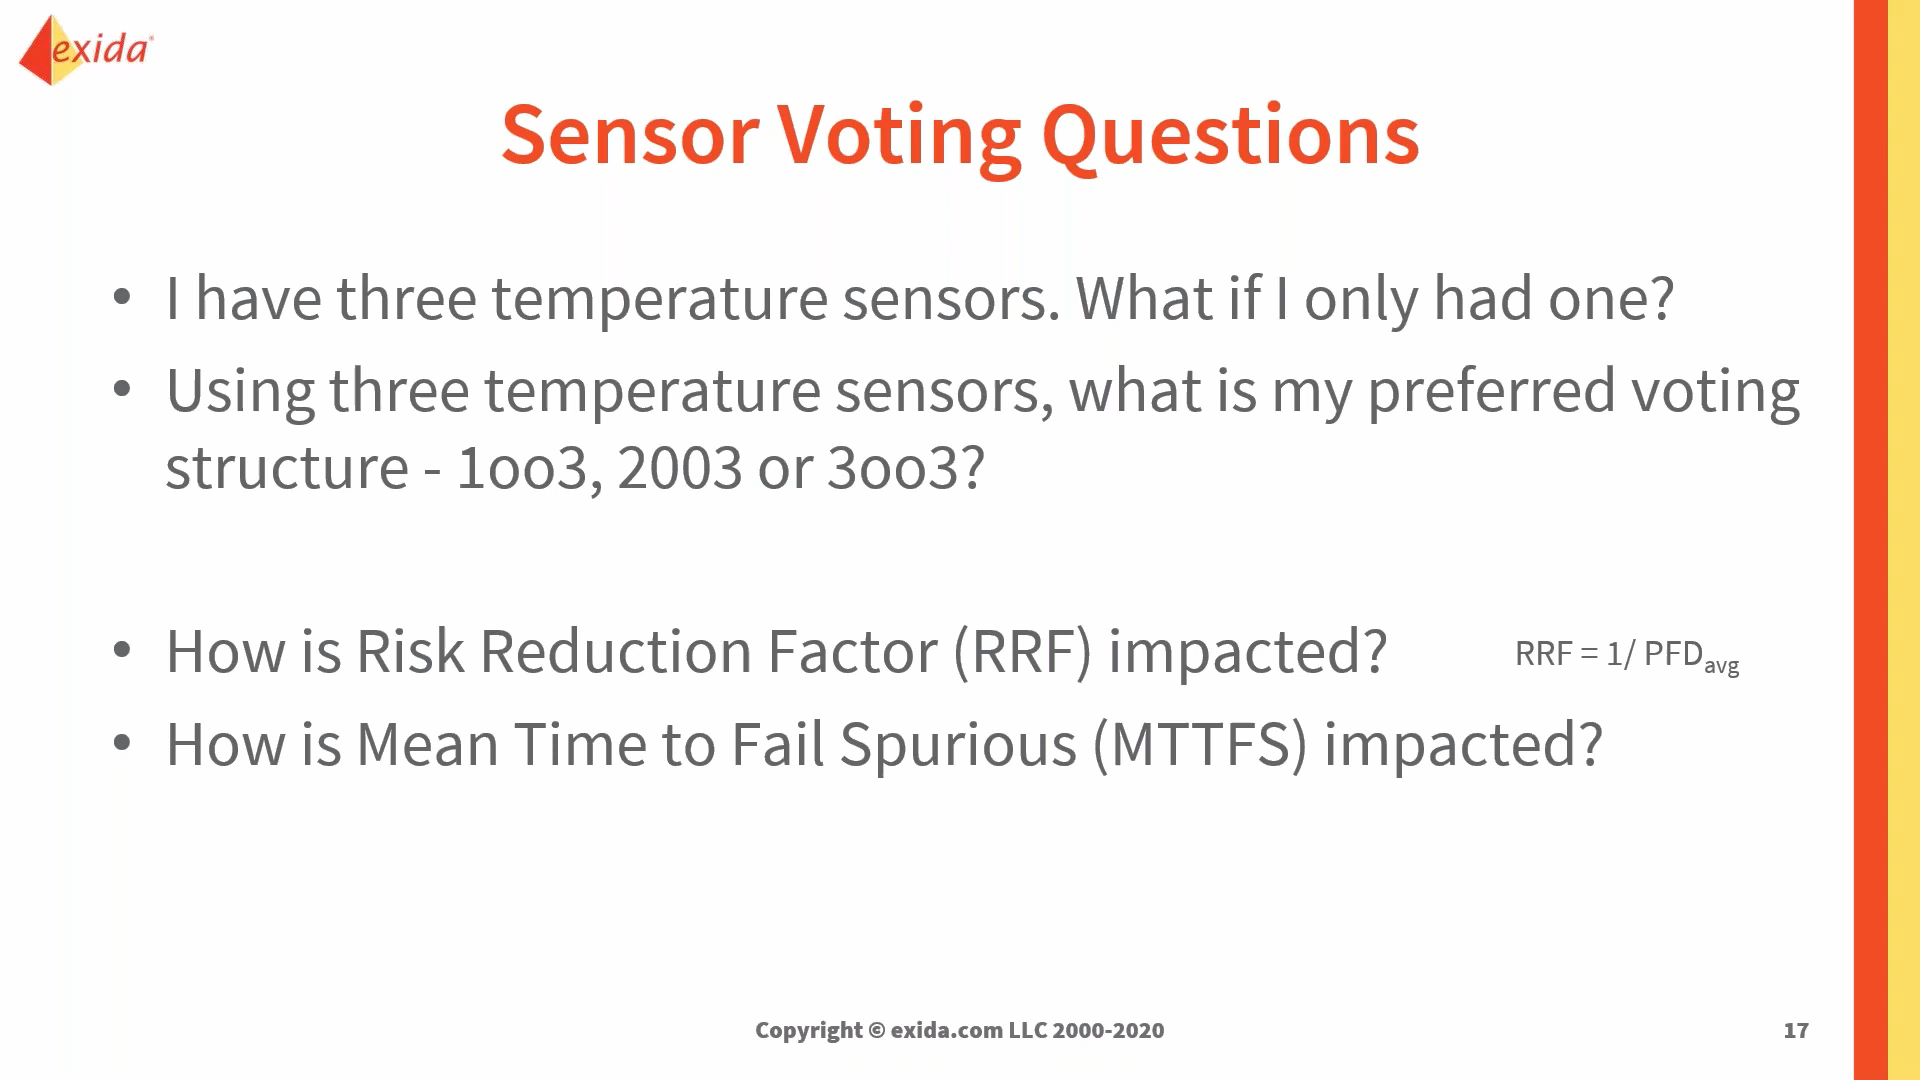 exida
Sensor Voting Questions
• I have three temperature sensors. What if I only had one?
• Using three temperature sensors, what is my preferred voting
structure - 1oo3, 2003 or 3oo3?
• How is Risk Reduction Factor (RRF) impacted?
RRF = 1/ PFDavg
• How is Mean Time to Fail Spurious (MTTFS) impacted?
Copyright © exida.com LLC 2000-2020
17